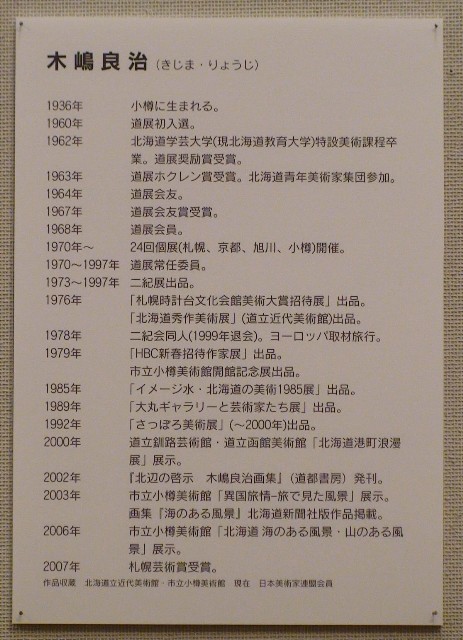 木嶋良治（きじま・りょうじ）
1936年 小樽に生まれる。
1960年 道展初入選。
1962年 北海道学芸大学(現北海道教育大学)特設美術課程卒
業。道展奨励賞受賞。
1963年 道展ホクレン賞受賞。北海道青年美術家集団参加。
1964年 道展会友。
1967年 道展会友賞受賞。
1968年 道展会員。
1970年～ 24回個展(札幌、京都、旭川、小樽)開催。
1970～1997年 道展常任委員。
1973～1997年 二紀展出品。
1976年 「札幌時計台文化会館美術大賞招待展」出品。
「北海道秀作美術展」(道立近代美術館)出品。
1978年 二紀会同人(1999年退会)。ヨーロッパ取材旅行。
1979年 「HBC新春招待作家展」出品。
市立小樽美術館開館記念展出品。
1985年 「イメージ水・北海道の美術1985展」出品。
1989年 「大丸ギャラリーと芸術家たち展」出品。
1992年 「さっぽろ美術展」(～2000年)出品。
2000年 道立釧路芸術館・道立函館美術館「北海道港町浪漫
展」展示。
2002年 『北辺の啓示 木嶋良治画集』（道都書房）発刊。
2003年 市立小樽美術館「異国旅情−旅で見た風景」展示。
画集『海のある風景』北海道新聞社版作品掲載。
2006年 市立小樽美術館「北海道 海のある風景・山のある風
景」展示。
2007年 札幌芸術賞受賞。
作品収蔵 北海道立近代美術館・市立小樽美術館 現在 日本美術家連盟会員